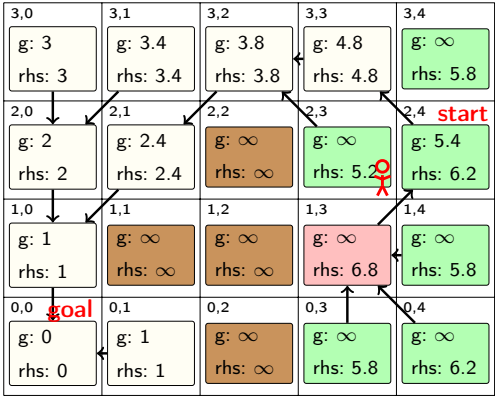 3,0 3,1 3,2 3,3 3,4
g: 3 g: 3.4 g: 3.8 g: 4.8 g: ∞
rhs: 3 rhs: 3.4 rhs: 3.8 rhs: 4.8 rhs: 5.8
2,0 2,1 2,2 2,3 2,4 start
g: 2 g: 2.4 g: ∞ g: ∞ g: 5.4
rhs: 2 rhs: 2.4 rhs: ∞ rhs: 5.2 rhs: 6.2
1,0 1,1 1,2 1,3 1,4
g: 1 g: ∞ g: ∞ g: ∞ g: ∞
rhs: 1 rhs: ∞ rhs: ∞ rhs: 6.8 rhs: 5.8
0,0 goal 0,1 0,2 0,3 0,4
g: 0 g: 1 g: ∞ g: ∞ g: ∞
rhs: 0 rhs: 1 rhs: ∞ rhs: 5.8 rhs: 6.2